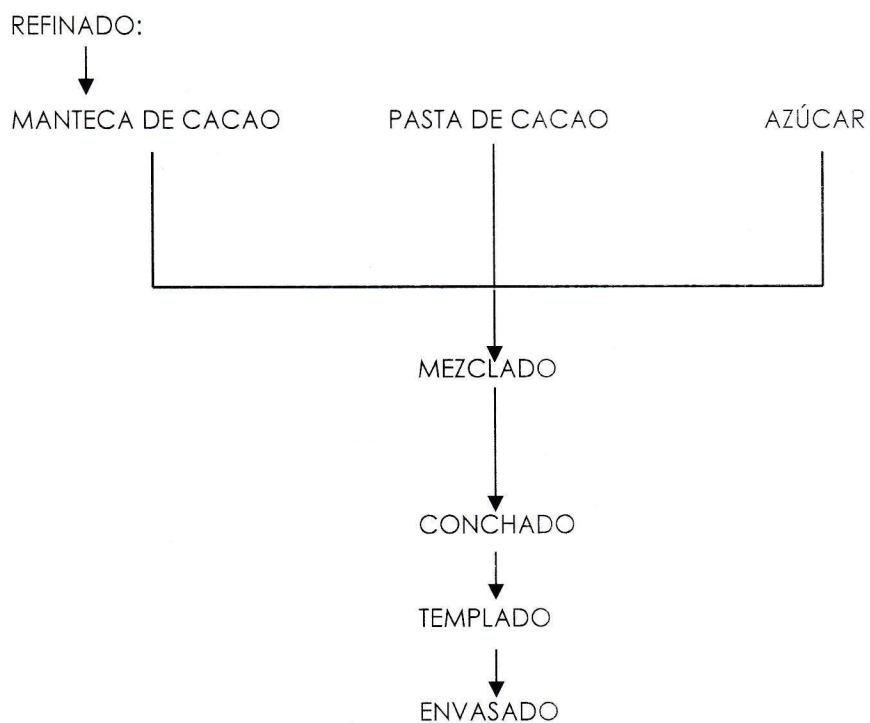 REFINADO:
MANTECA DE CACAO PASTA DE CACAO AZÚCAR
MEZCLADO
CONCHADO
TEMPLADO
ENVASADO